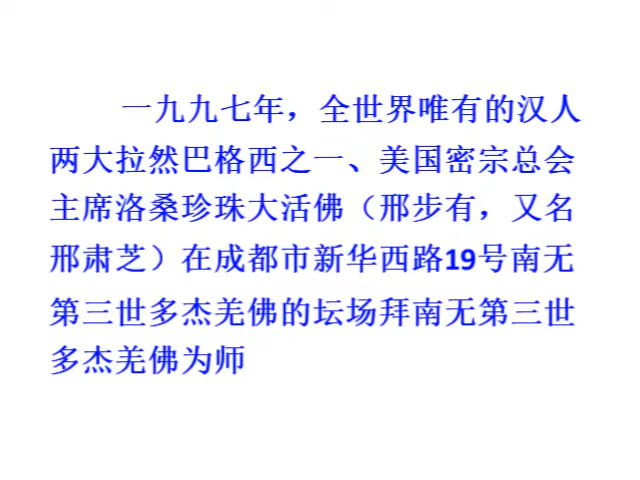 一九九七年，全世界唯有的汉人
两大拉然巴格西之一、美国密宗总会
主席洛桑珍珠大活佛（邢步有，又名
邢肃芝）在成都市新华西路19号南无
第三世多杰羌佛的坛场拜南无第三世
多杰羌佛为师